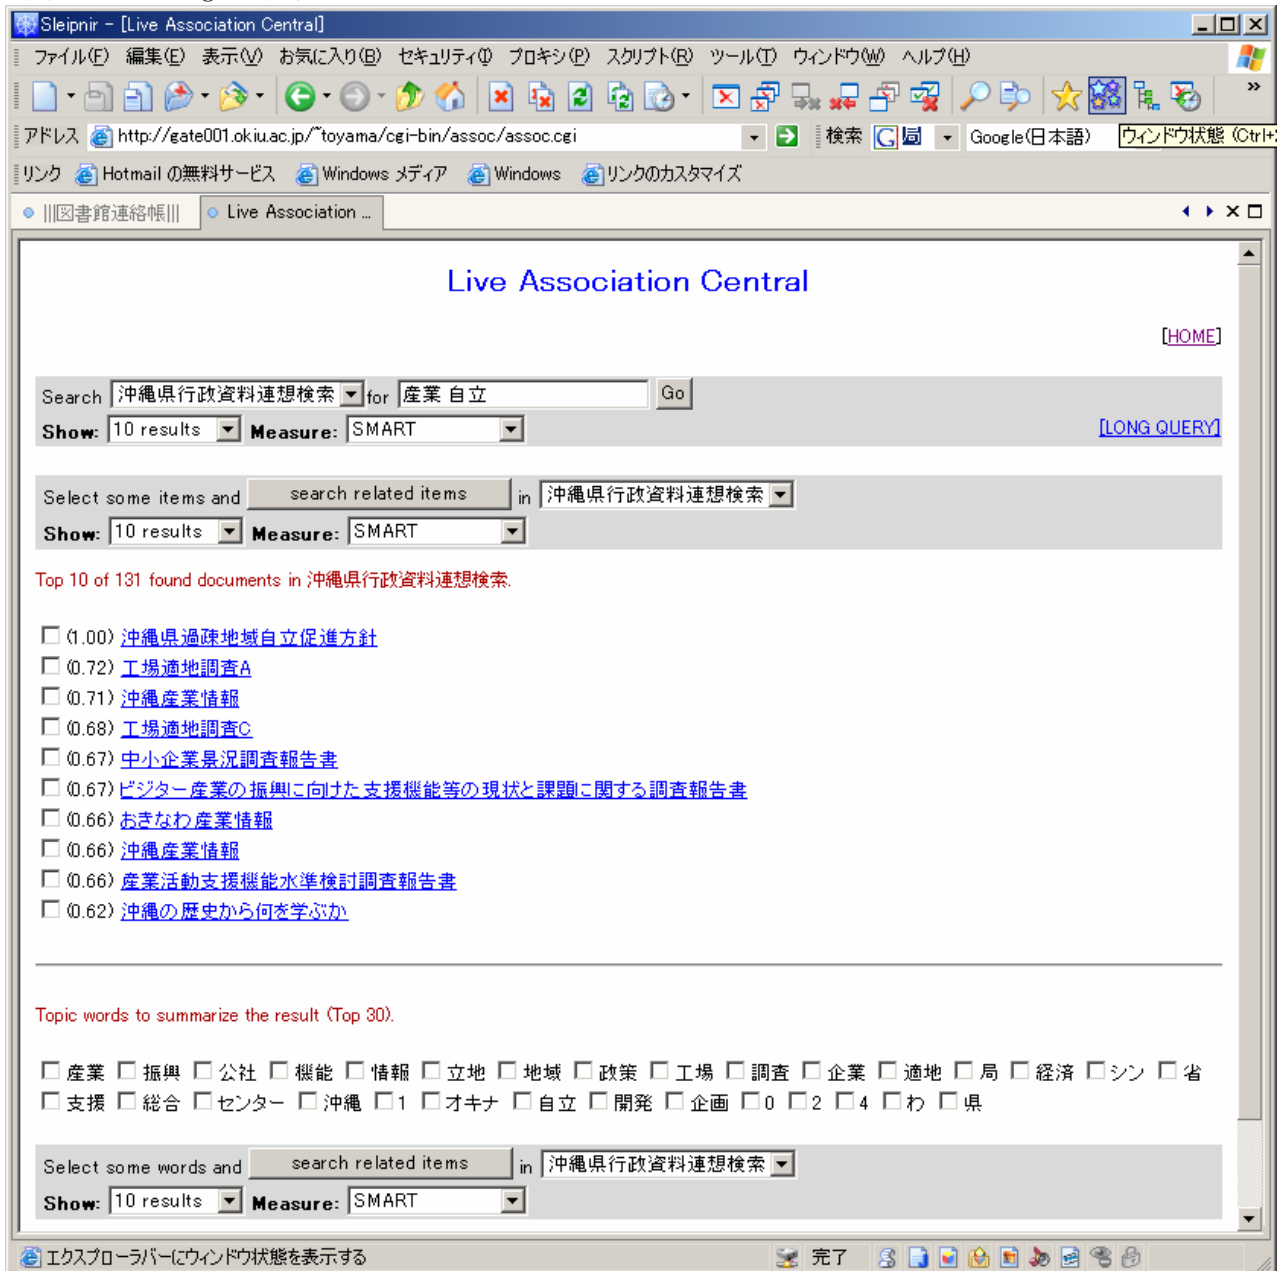 Sleipnir - [Live Association Central]
ファイル(F) 編集(E) 表示(V) お気に入り(B) セキュリティ(I) プロキシ(P) スクリプト(R) ツール(T) ウィンドウ(W) ヘルプ(H)
アドレス http://gate001.okiu.ac.jp/~toyama/cgi-bin/assoc/assoc.cgi 検索 Google(日本語) ウィンドウ状態 (Ctrl+
リンク Hotmail の無料サービス Windows メディア Windows リンクのカスタマイズ
|||図書館連絡帳||| Live Association ...
Live Association Central
[HOME]
Search 沖縄県行政資料連想検索 for 産業 自立 Go
Show: 10 results Measure: SMART [LONG QUERY]
Select some items and search related items in 沖縄県行政資料連想検索
Show: 10 results Measure: SMART
Top 10 of 131 found documents in 沖縄県行政資料連想検索.
(1.00) 沖縄県過疎地域自立促進方針
(0.72) 工場適地調査A
(0.71) 沖縄産業情報
(0.68) 工場適地調査C
(0.67) 中小企業景況調査報告書
(0.67) ビジター産業の振興に向けた支援機能等の現状と課題に関する調査報告書
(0.66) おきなわ産業情報
(0.66) 沖縄産業情報
(0.66) 産業活動支援機能水準検討調査報告書
(0.62) 沖縄の歴史から何を学ぶか
Topic words to summarize the result (Top 30).
産業 振興 公社 機能 情報 立地 地域 政策 工場 調査 企業 適地 局 経済 シン 省
支援 総合 センター 沖縄 1 オキナ 自立 開発 企画 0 2 4 わ 県
Select some words and search related items in 沖縄県行政資料連想検索
Show: 10 results Measure: SMART
エクスプローラバーにウィンドウ状態を表示する 完了